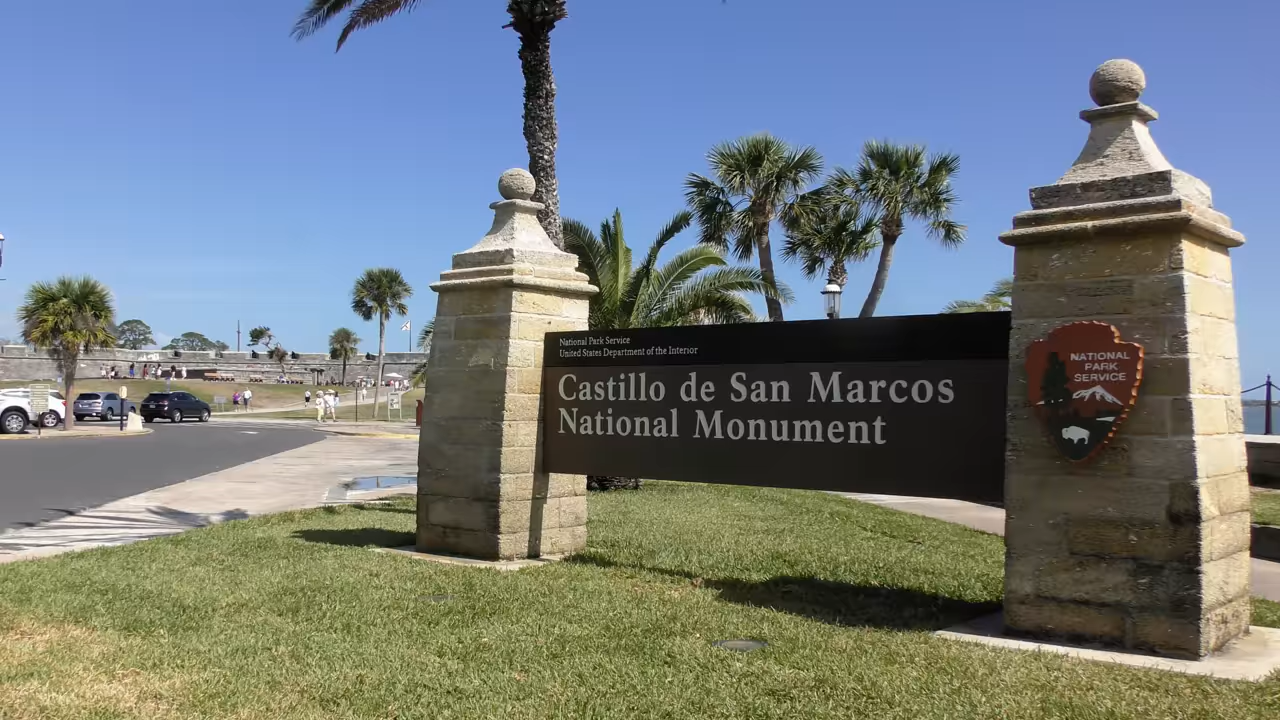 National Park Service
United States Department of the Interior
Castillo de San Marcos
National Monument
NATIONAL
PARK
SERVICE